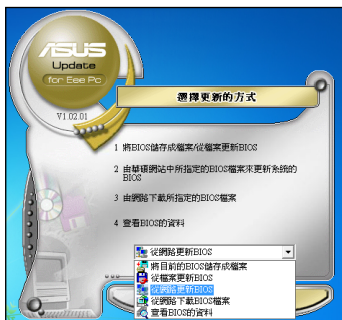 ASUS
Update
for Eee Pc
V1.02.01
選擇更新的方式
1 將BIOS儲存成檔案/從檔案更新BIOS
2 由華碩網站中所指定的BIOS檔案來更新系統的
BIOS
3 由網路下載所指定的BIOS檔案
4 查看BIOS的資料
從網路更新BIOS
將目前的BIOS儲存成檔案
從檔案更新BIOS
從網路更新BIOS
從網路下載BIOS檔案
查看BIOS的資料